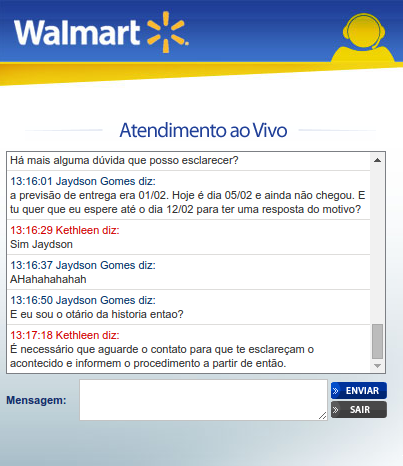 Walmart
Atendimento ao Vivo
Há mais alguma dúvida que posso esclarecer?
13:16:01 Jaydson Gomes diz:
a previsão de entrega era 01/02. Hoje é dia 05/02 e ainda não chegou. E
tu quer que eu espere até o dia 12/02 para ter uma resposta do motivo?
13:16:29 Kethleen diz:
Sim Jaydson
13:16:37 Jaydson Gomes diz:
AHahahahahah
13:16:50 Jaydson Gomes diz:
E eu sou o otário da historia entao?
13:17:18 Kethleen diz:
É necessário que aguarde o contato para que te esclareçam o
acontecido e informem o procedimento a partir de então.
Mensagem:
ENVIAR
SAIR